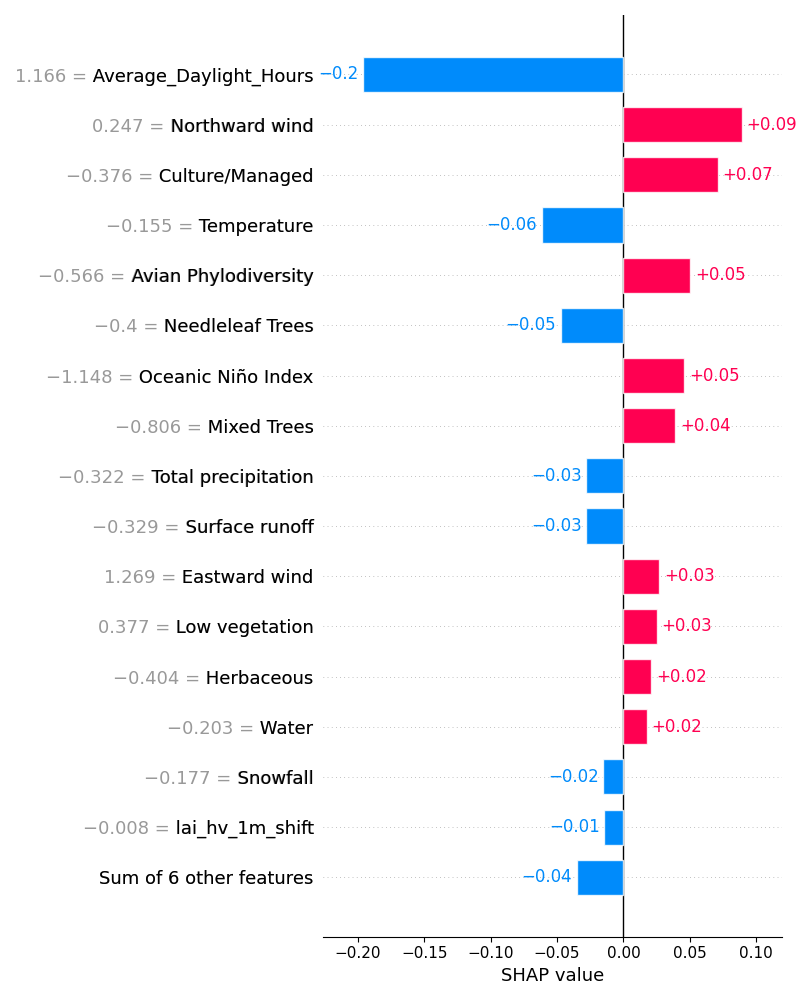 1.166 = Average_Daylight_Hours −0.2
0.247 = Northward wind +0.09
−0.376 = Culture/Managed +0.07
−0.155 = Temperature −0.06
−0.566 = Avian Phylodiversity +0.05
−0.4 = Needleleaf Trees −0.05
−1.148 = Oceanic Niño Index +0.05
−0.806 = Mixed Trees +0.04
−0.322 = Total precipitation −0.03
−0.329 = Surface runoff −0.03
1.269 = Eastward wind +0.03
0.377 = Low vegetation +0.03
−0.404 = Herbaceous +0.02
−0.203 = Water +0.02
−0.177 = Snowfall −0.02
−0.008 = lai_hv_1m_shift −0.01
Sum of 6 other features −0.04
−0.20 −0.15 −0.10 −0.05 0.00 0.05 0.10
SHAP value